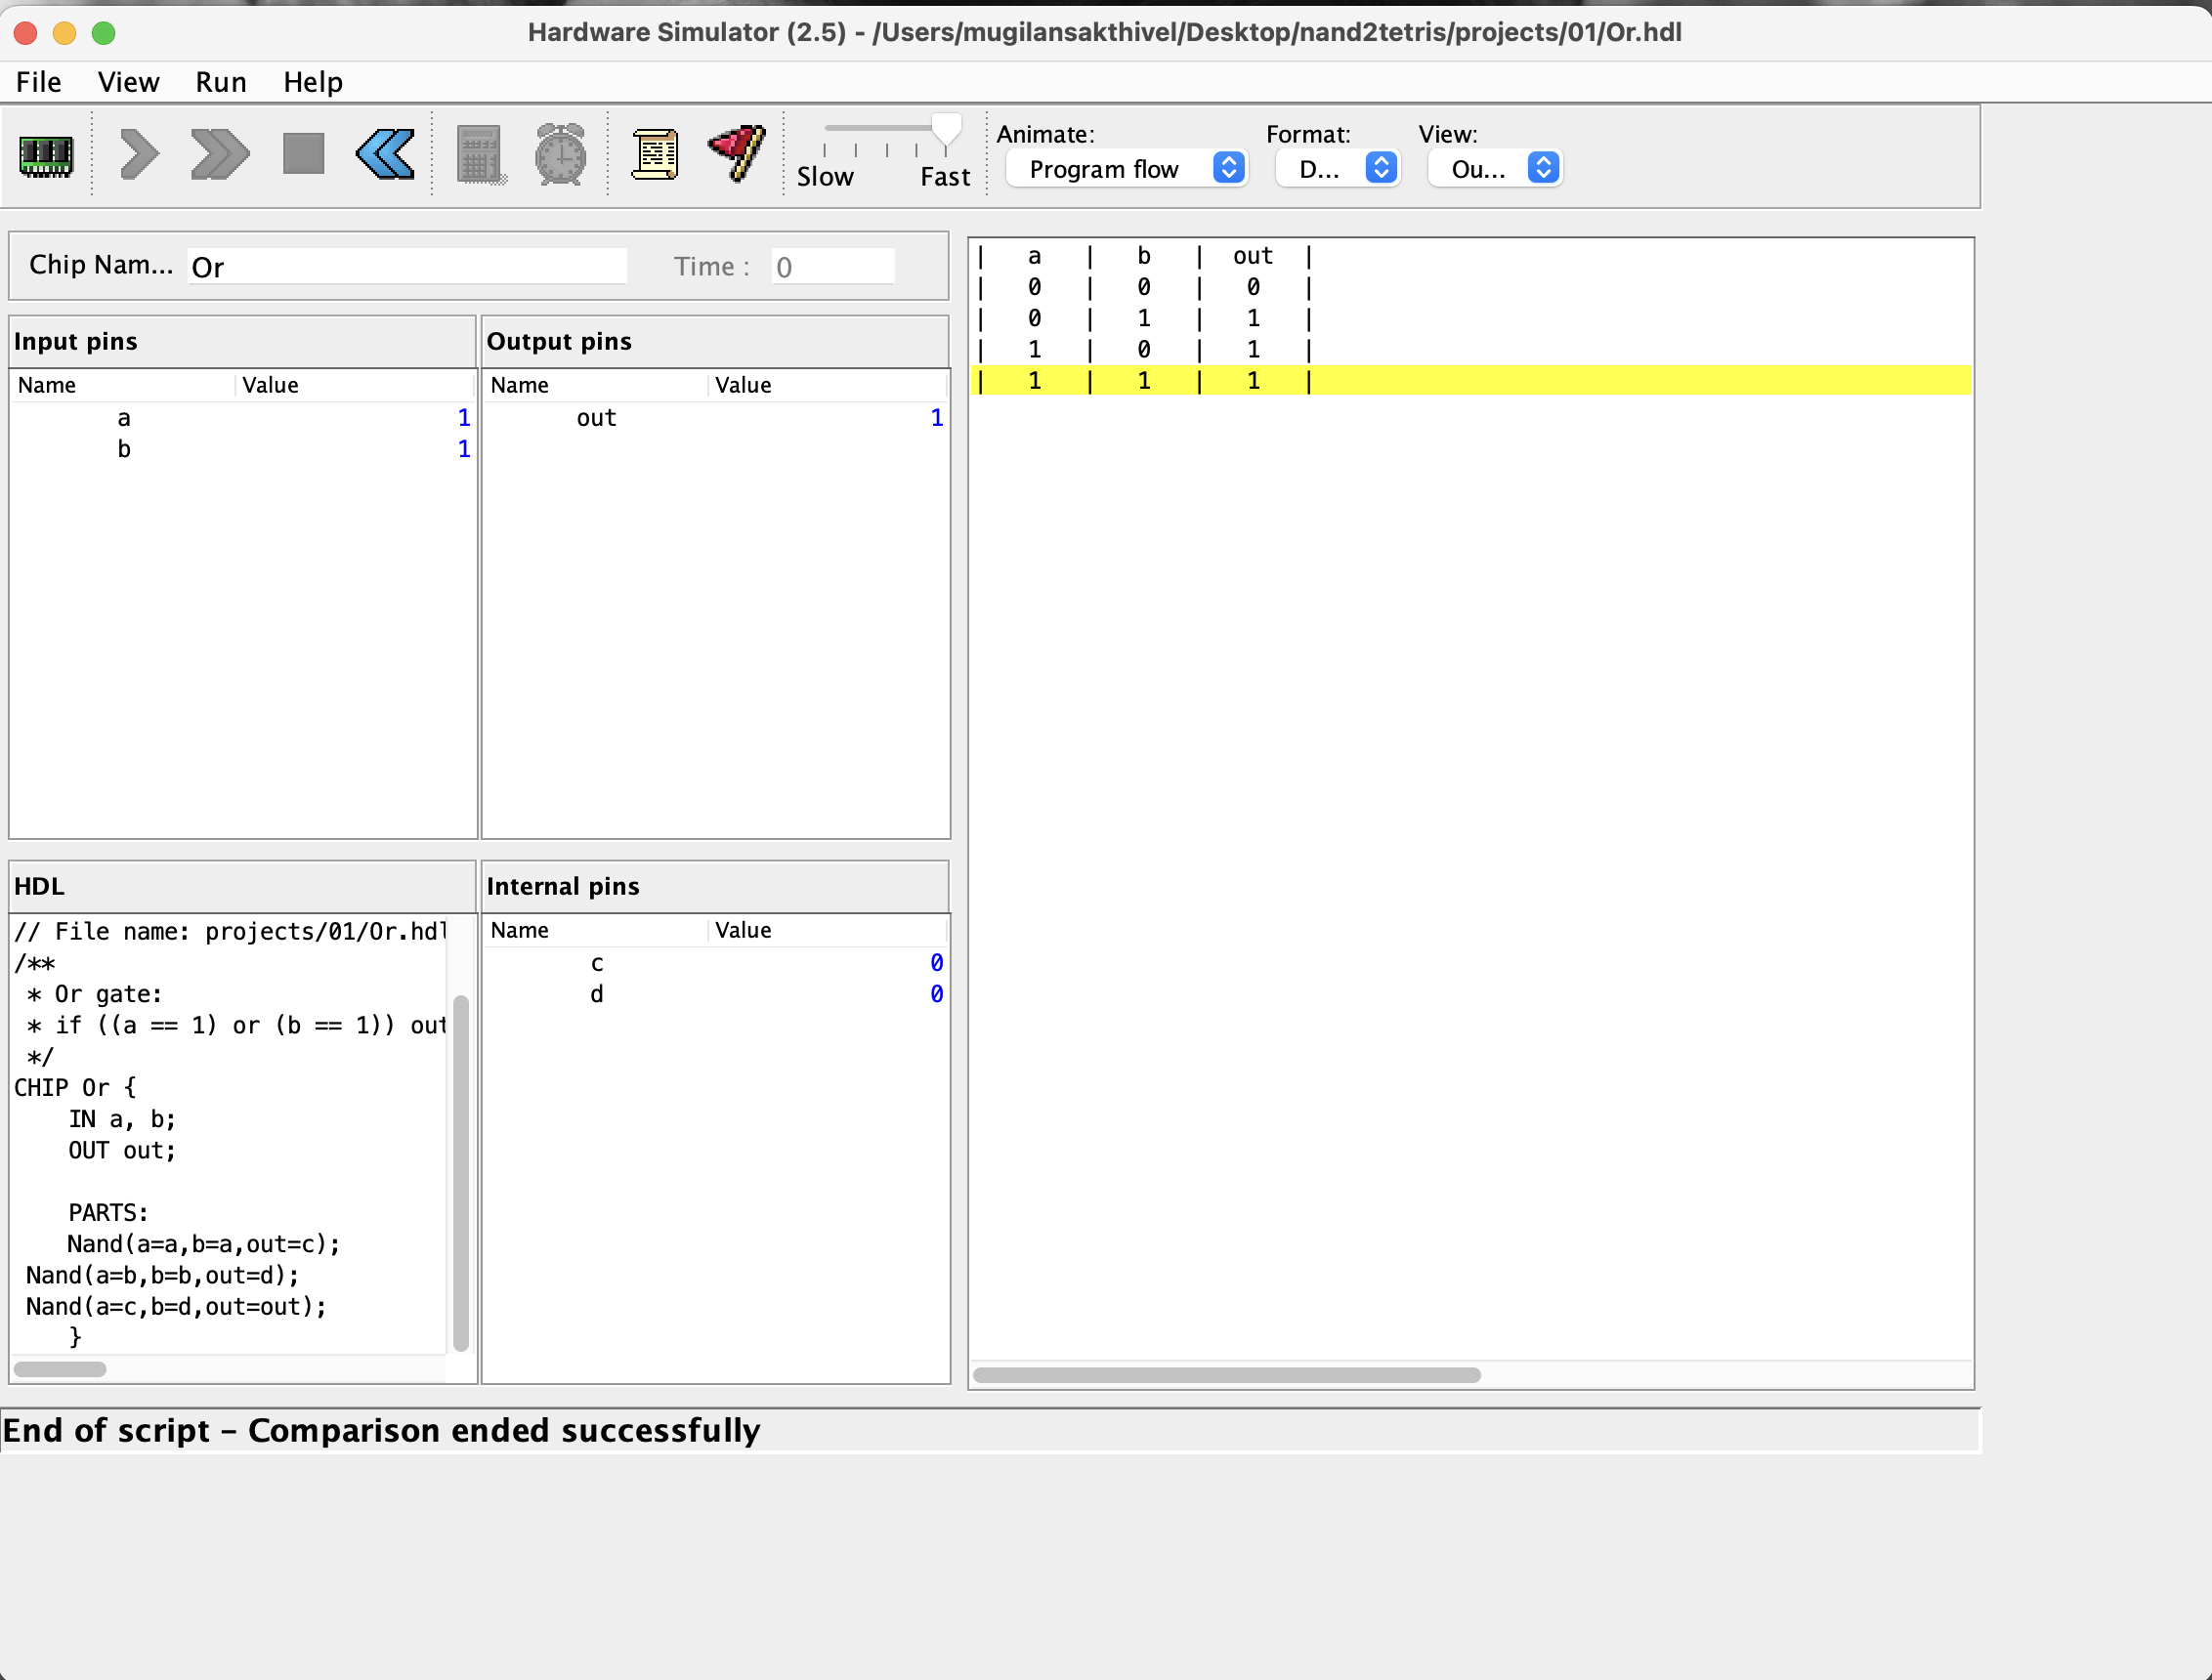 Hardware Simulator (2.5) - /Users/mugilansakthivel/Desktop/nand2tetris/projects/01/Or.hdl
File View Run Help
Slow Fast
Animate: Format: View:
Program flow D... Ou...
Chip Nam... Or Time : 0
Input pins
Name Value
a 1
b 1
Output pins
Name Value
out 1
HDL
// File name: projects/01/Or.hdl
/**
 * Or gate:
 * if ((a == 1) or (b == 1)) out
 */
CHIP Or {
    IN a, b;
    OUT out;
    PARTS:
    Nand(a=a,b=a,out=c);
 Nand(a=b,b=b,out=d);
 Nand(a=c,b=d,out=out);
    }
Internal pins
Name Value
c 0
d 0
| a | b | out |
| 0 | 0 | 0 |
| 0 | 1 | 1 |
| 1 | 0 | 1 |
| 1 | 1 | 1 |
End of script – Comparison ended successfully